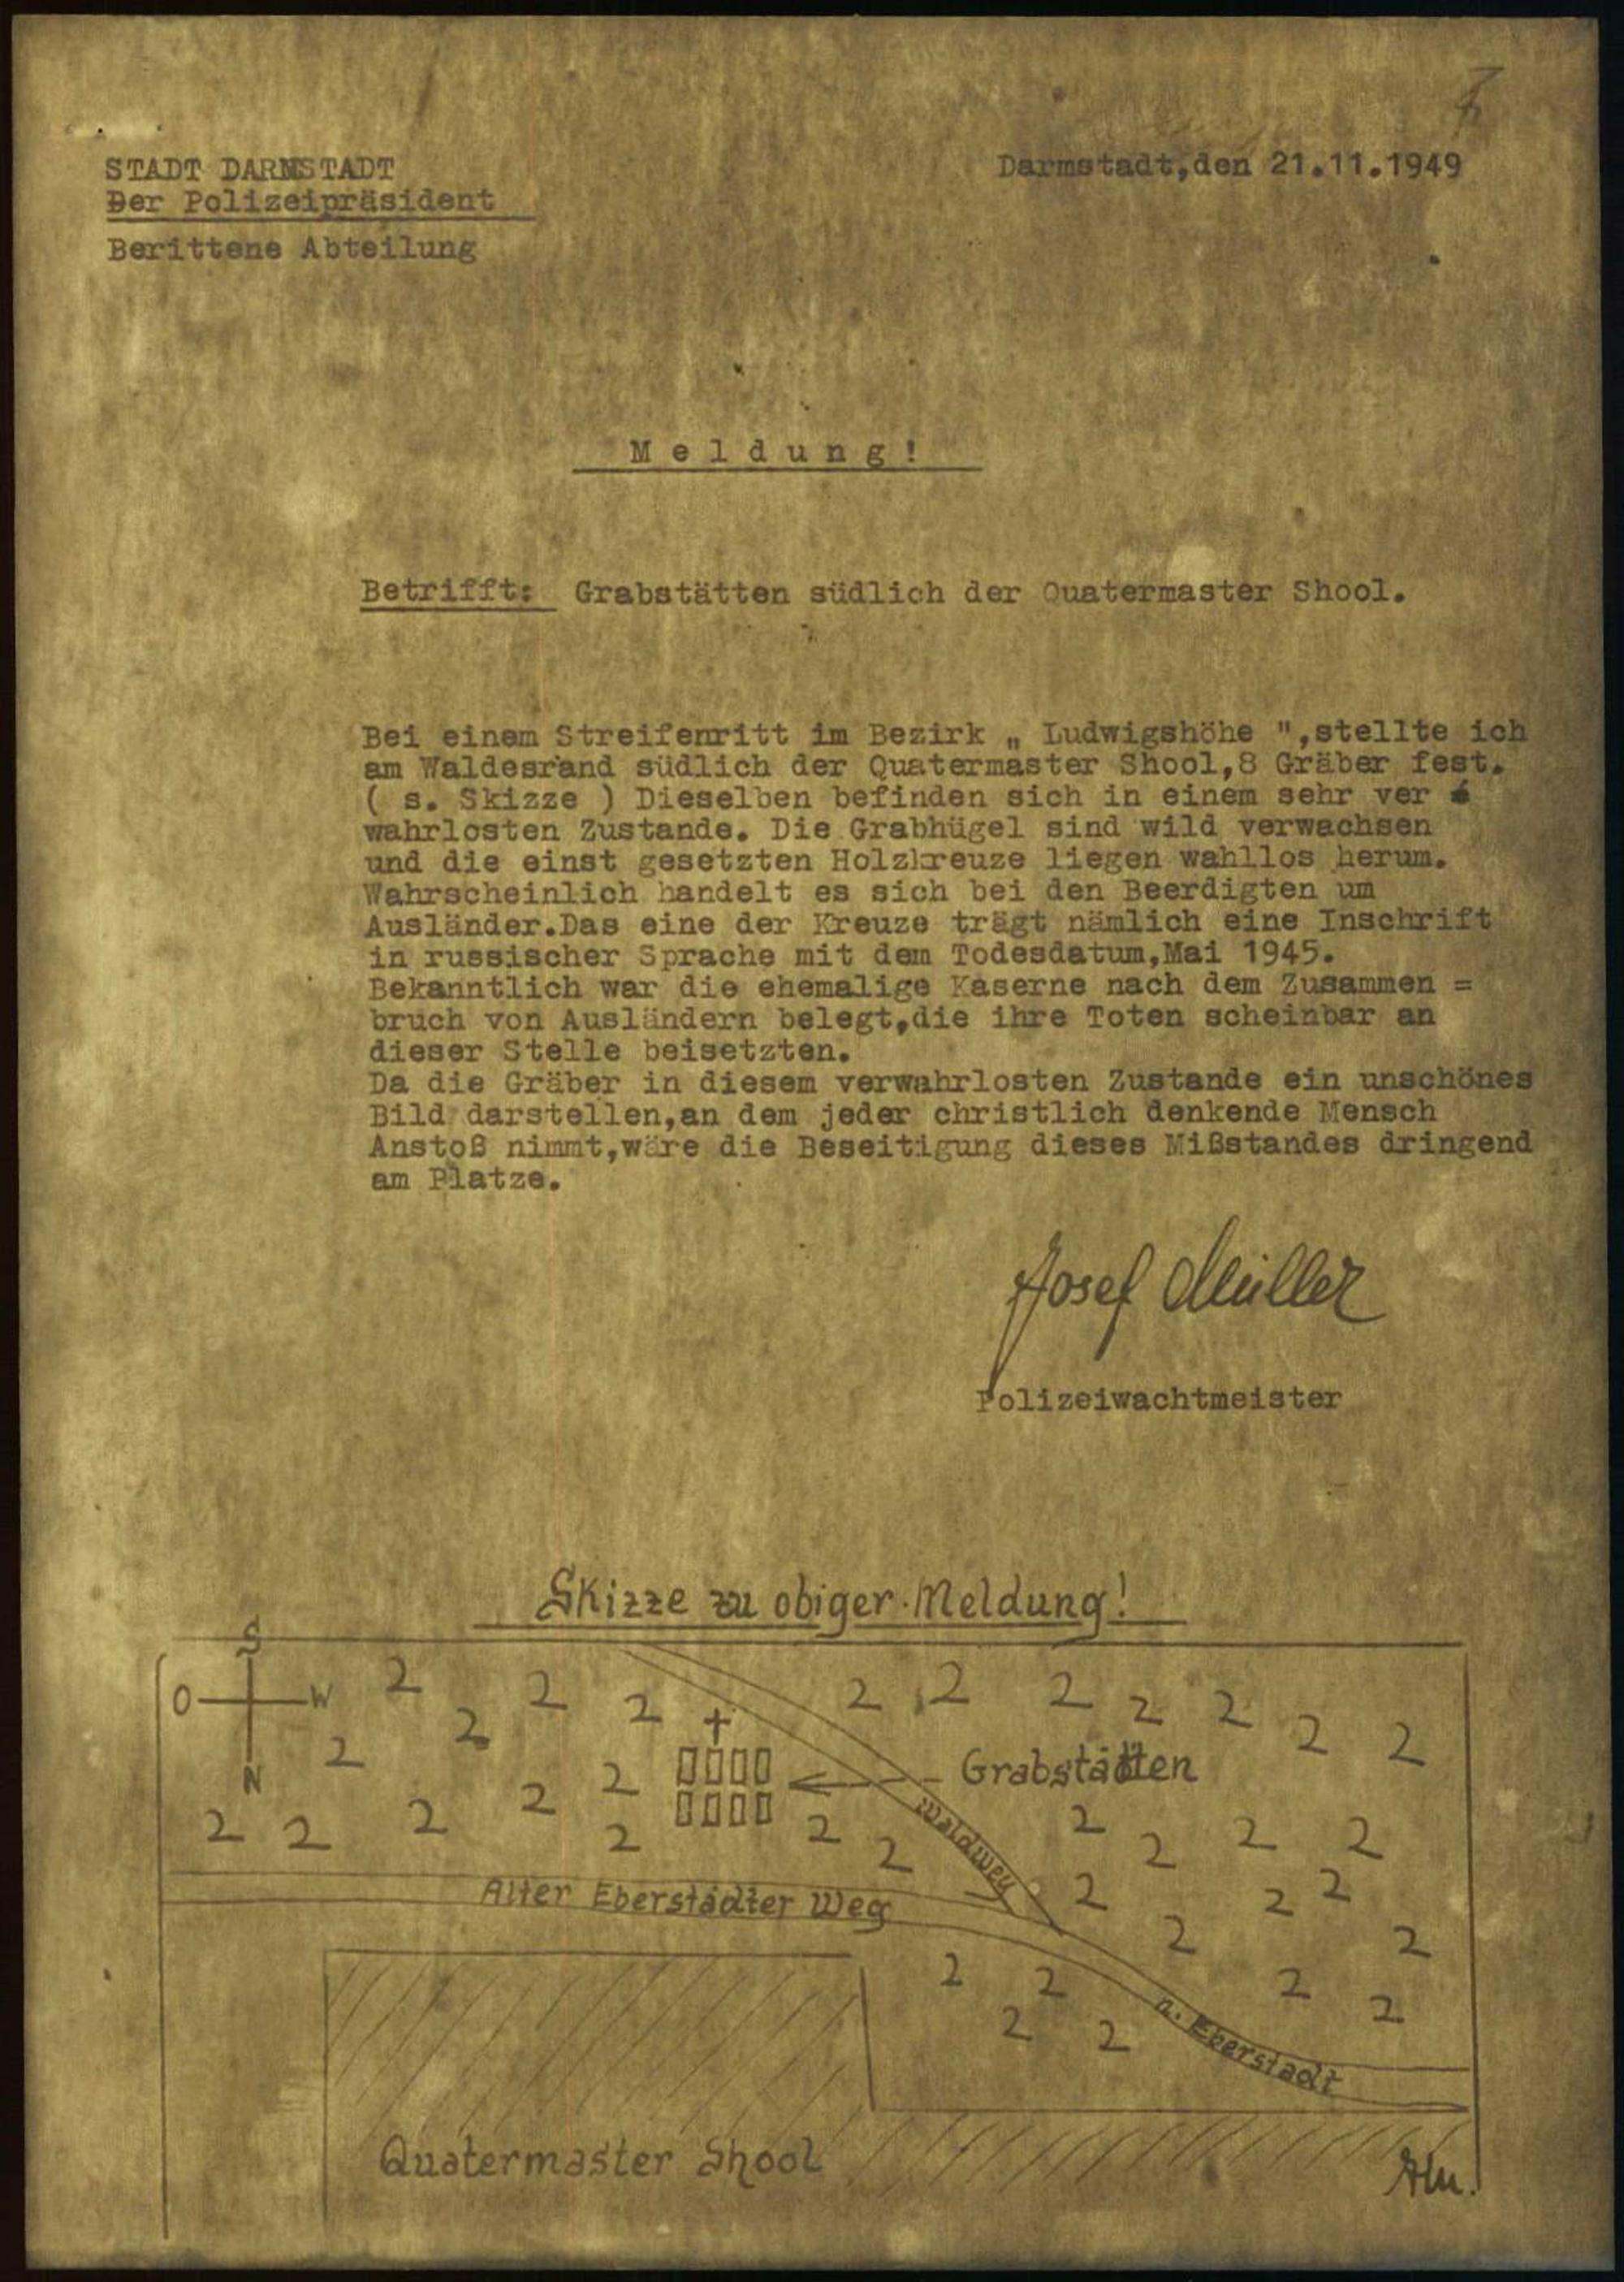 STADT DARMSTADT
Der Polizeipräsident
Berittene Abteilung
Darmstadt,den 21.11.1949
M e l d u n g !
Betrifft: Grabstätten südlich der Quatermaster Shool.
Bei einem Streifenritt im Bezirk „ Ludwigshöhe ",stellte ich
am Waldesrand südlich der Quatermaster Shool,8 Gräber fest.
( s. Skizze ) Dieselben befinden sich in einem sehr ver
wahrlosten Zustande. Die Grabhügel sind wild verwachsen
und die einst gesetzten Holzkreuze liegen wahllos herum.
Wahrscheinlich handelt es sich bei den Beerdigten um
Ausländer.Das eine der Kreuze trägt nämlich eine Inschrift
in russischer Sprache mit dem Todesdatum,Mai 1945.
Bekanntlich war die ehemalige Kaserne nach dem Zusammen =
bruch von Ausländern belegt,die ihre Toten scheinbar an
dieser Stelle beisetzten.
Da die Gräber in diesem verwahrlosten Zustande ein unschönes
Bild darstellen,an dem jeder christlich denkende Mensch
Anstoß nimmt,wäre die Beseitigung dieses Mißstandes dringend
am Platze.
Josef Müller
Polizeiwachtmeister
Skizze zu obiger Meldung!
S
O W
N
Grabstätten
Waldweg
Alter Eberstädter Weg
n. Eberstadt
Quatermaster Shool